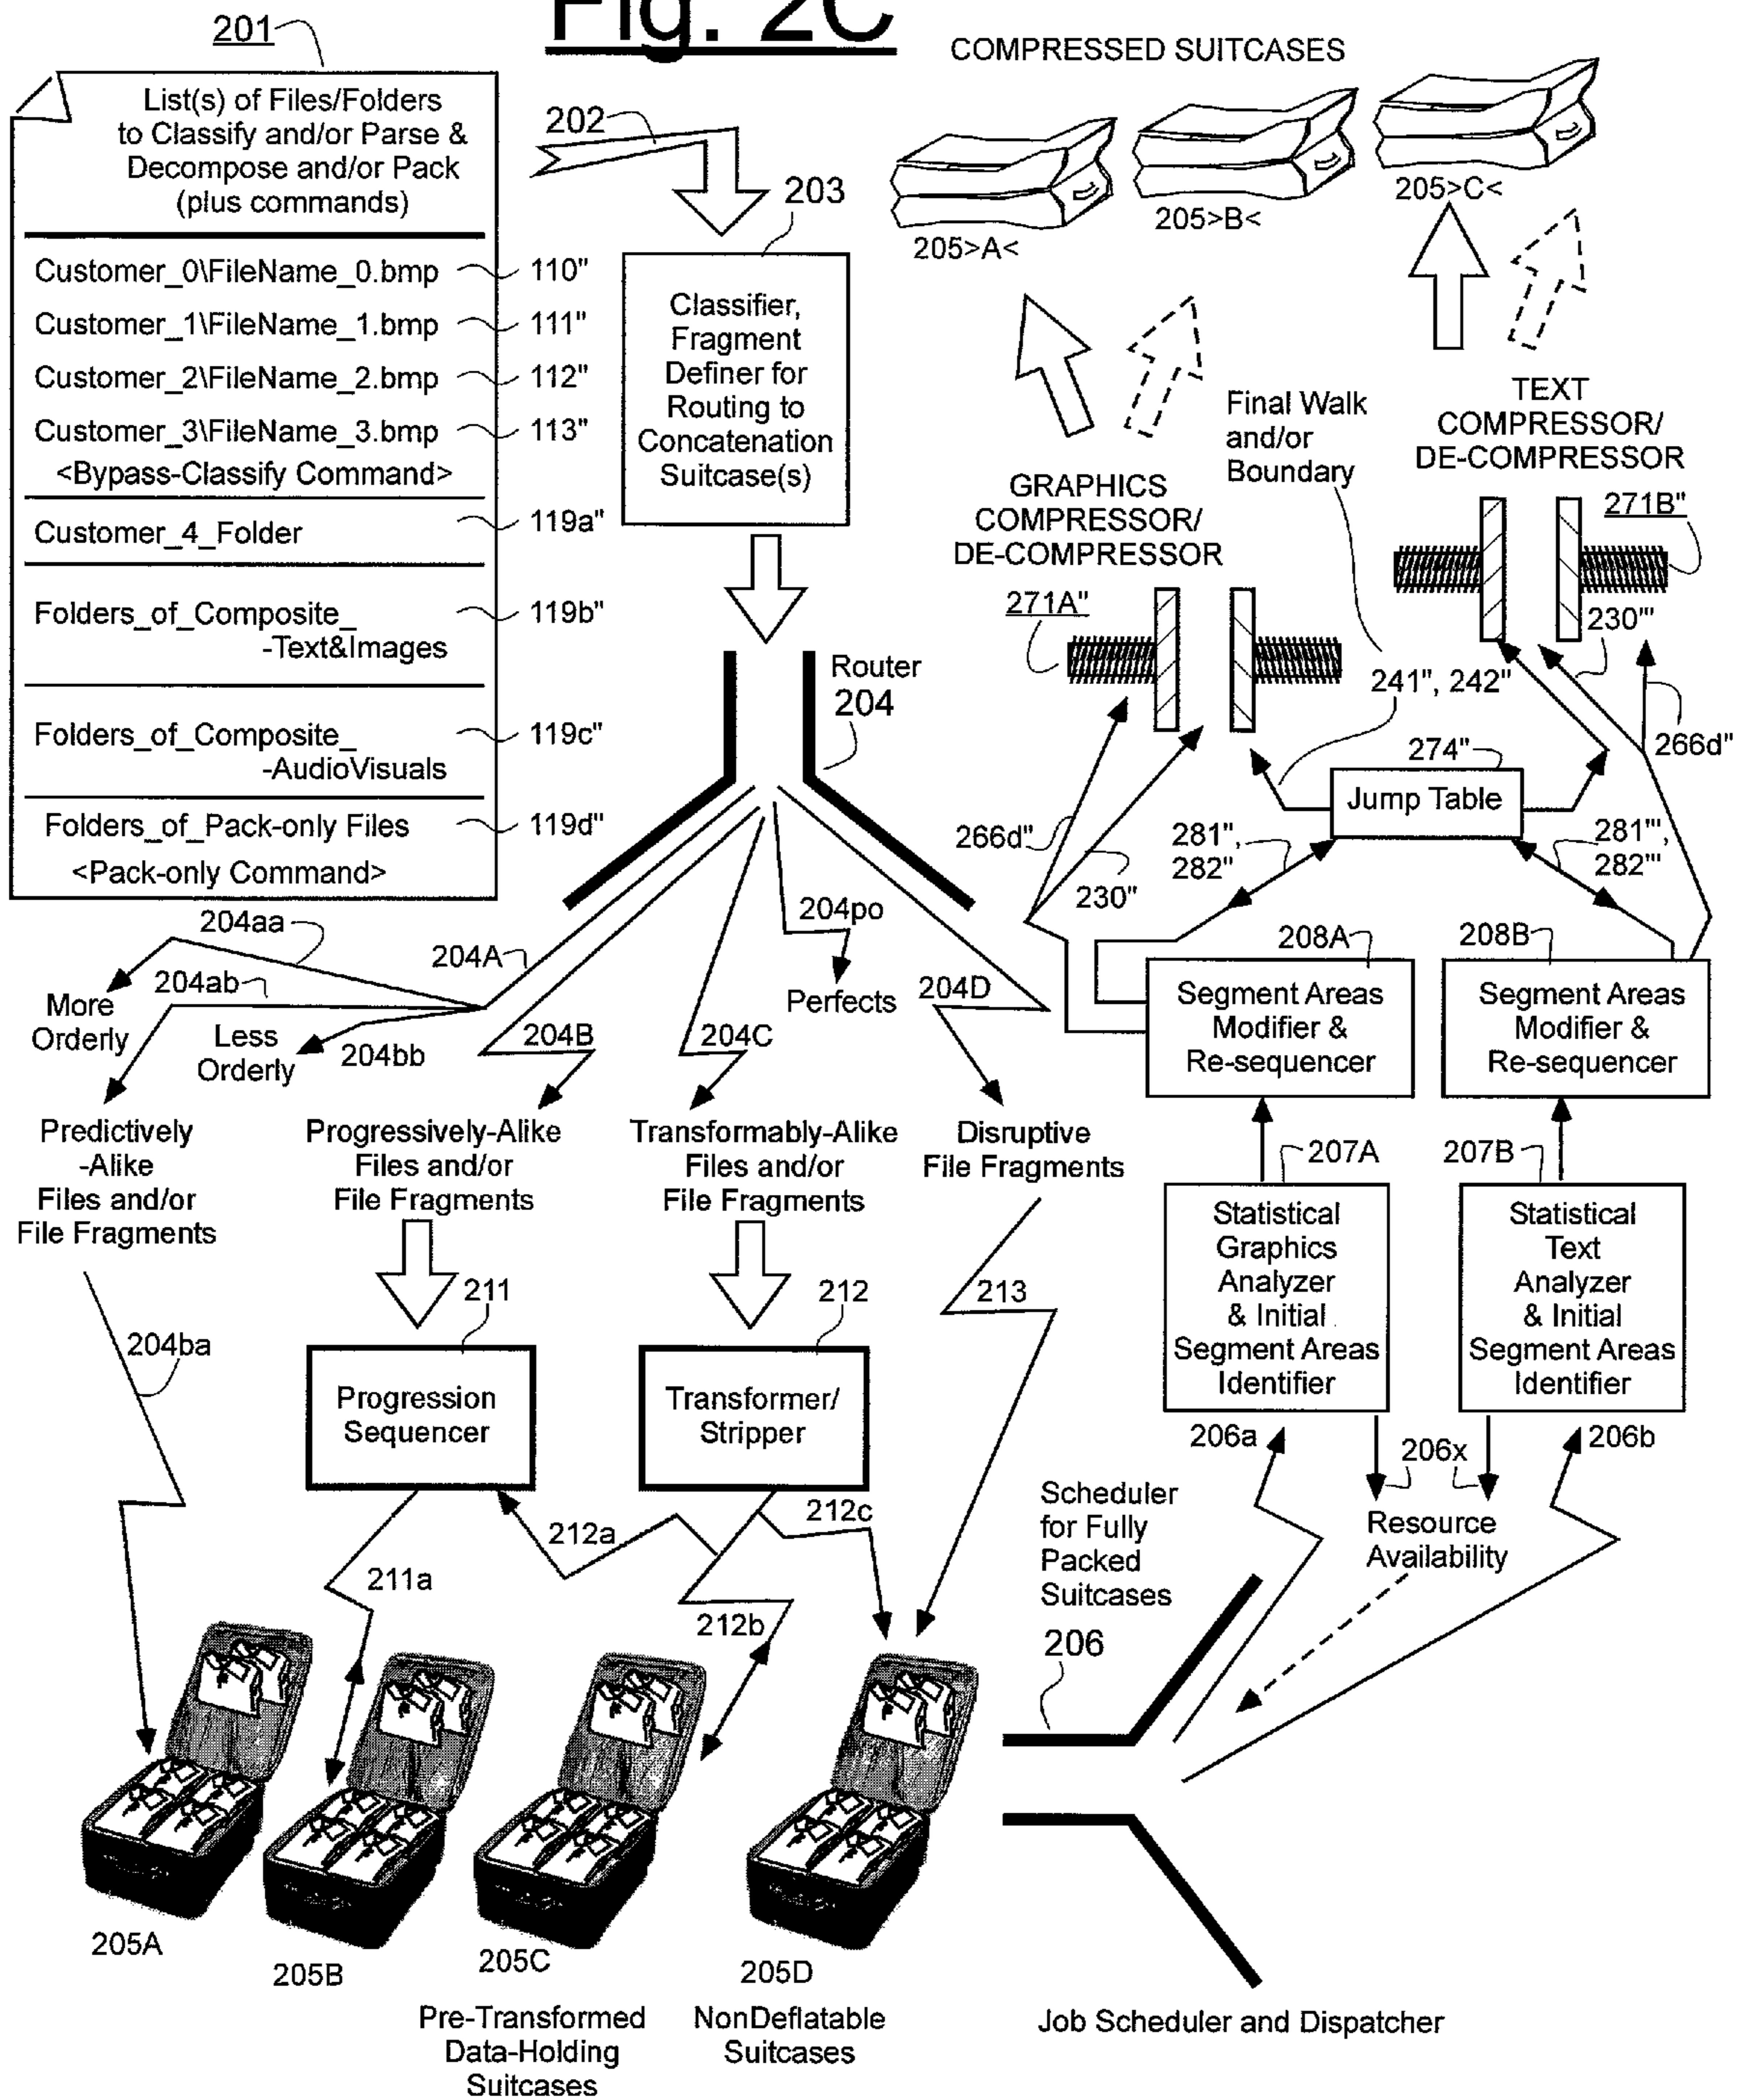 Fig. 2C
201
List(s) of Files/Folders
to Classify and/or Parse &
Decompose and/or Pack
(plus commands)
Customer_0\FileName_0.bmp
110"
Customer_1\FileName_1.bmp
111"
Customer_2\FileName_2.bmp
112"
Customer_3\FileName_3.bmp
113"
<Bypass-Classify Command>
Customer_4_Folder
119a"
Folders_of_Composite_
-Text&Images
119b"
Folders_of_Composite_
-AudioVisuals
119c"
Folders_of_Pack-only Files
119d"
<Pack-only Command>
202
203
Classifier,
Fragment
Definer for
Routing to
Concatenation
Suitcase(s)
COMPRESSED SUITCASES
205>A<
205>B<
205>C<
GRAPHICS
COMPRESSOR/
DE-COMPRESSOR
271A"
Final Walk
and/or
Boundary
TEXT
COMPRESSOR/
DE-COMPRESSOR
271B"
230'"
241", 242"
266d"
274"
Jump Table
266d"
230"
281",
282"
281'",
282'"
Router
204
204aa
204A
204ab
More
Orderly
Less
Orderly
204bb
204B
204C
204po
Perfects
204D
208A
Segment Areas
Modifier &
Re-sequencer
208B
Segment Areas
Modifier &
Re-sequencer
Predictively
-Alike
Files and/or
File Fragments
Progressively-Alike
Files and/or
File Fragments
Transformably-Alike
Files and/or
File Fragments
Disruptive
File Fragments
207A
Statistical
Graphics
Analyzer
& Initial
Segment Areas
Identifier
207B
Statistical
Text
Analyzer
& Initial
Segment Areas
Identifier
204ba
211
Progression
Sequencer
212
Transformer/
Stripper
213
206a
206x
206b
Resource
Availability
211a
212a
212b
212c
Scheduler
for Fully
Packed
Suitcases
206
205A
205B
205C
205D
Pre-Transformed
Data-Holding
Suitcases
NonDeflatable
Suitcases
Job Scheduler and Dispatcher